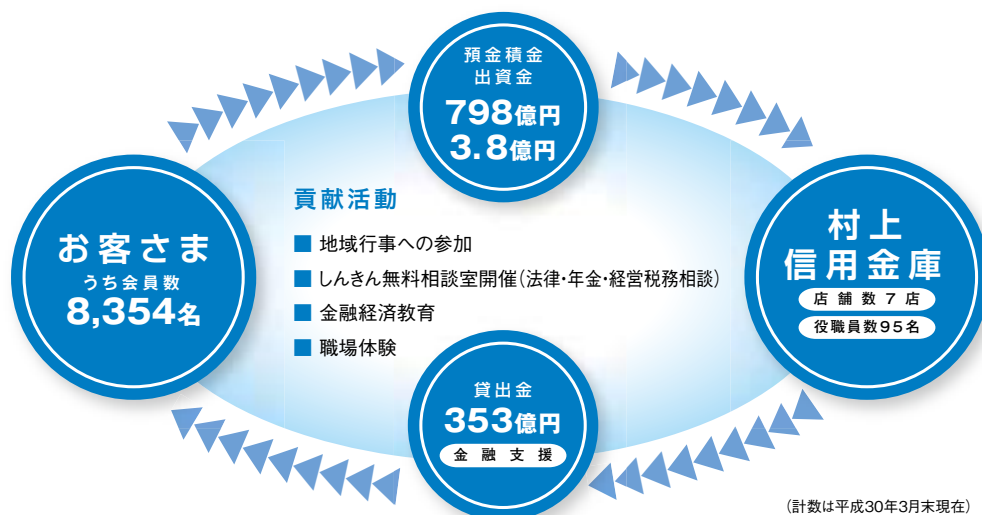 預金積金
出資金
798億円
3.8億円
お客さま
うち会員数
8,354名
貢献活動
■ 地域行事への参加
■ しんきん無料相談室開催(法律・年金・経営税務相談)
■ 金融経済教育
■ 職場体験
村上
信用金庫
店舗数7店
役職員数95名
貸出金
353億円
金融支援
(計数は平成30年3月末現在)